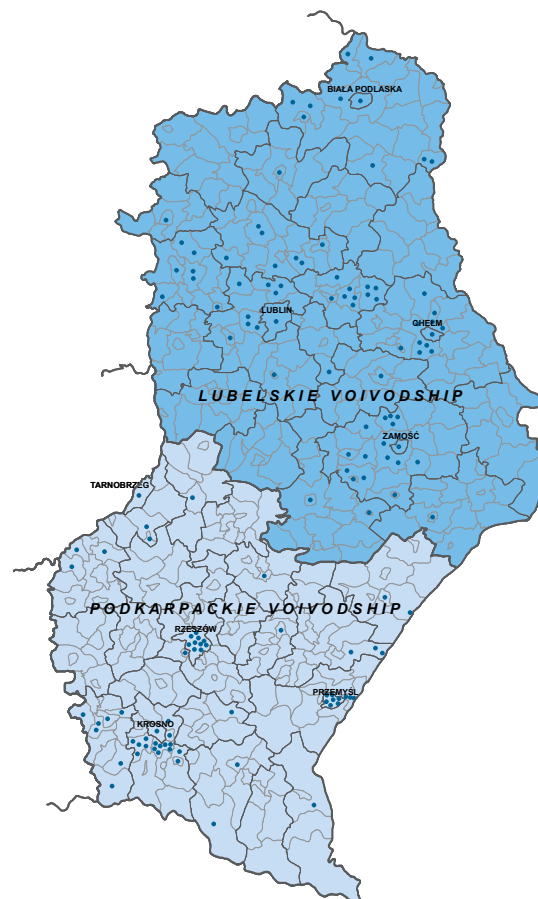 BIAŁA PODLASKA
LUBLIN
CHEŁM
LUBELSKIE VOIVODSHIP
ZAMOŚĆ
TARNOBRZEG
PODKARPACKIE VOIVODSHIP
RZESZÓW
PRZEMYŚL
KROSNO